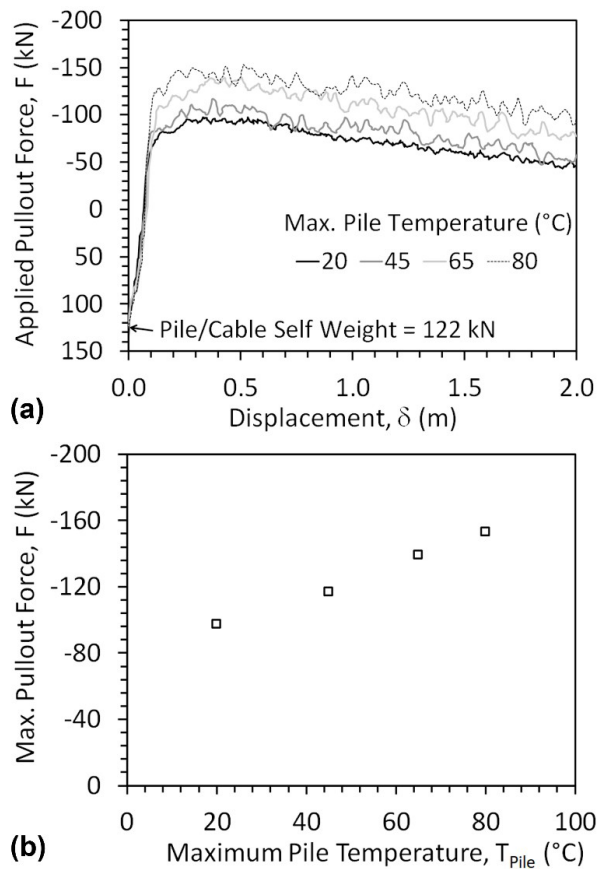 -200
-150
-100
-50
0
50
100
150
Applied Pullout Force, F (kN)
Max. Pile Temperature (°C)
20 45 65 80
Pile/Cable Self Weight = 122 kN
0.0 0.5 1.0 1.5 2.0
(a)
Displacement, δ (m)
-200
-160
-120
-80
-40
0
Max. Pullout Force, F (kN)
0 20 40 60 80 100
(b)
Maximum Pile Temperature, TPile (°C)